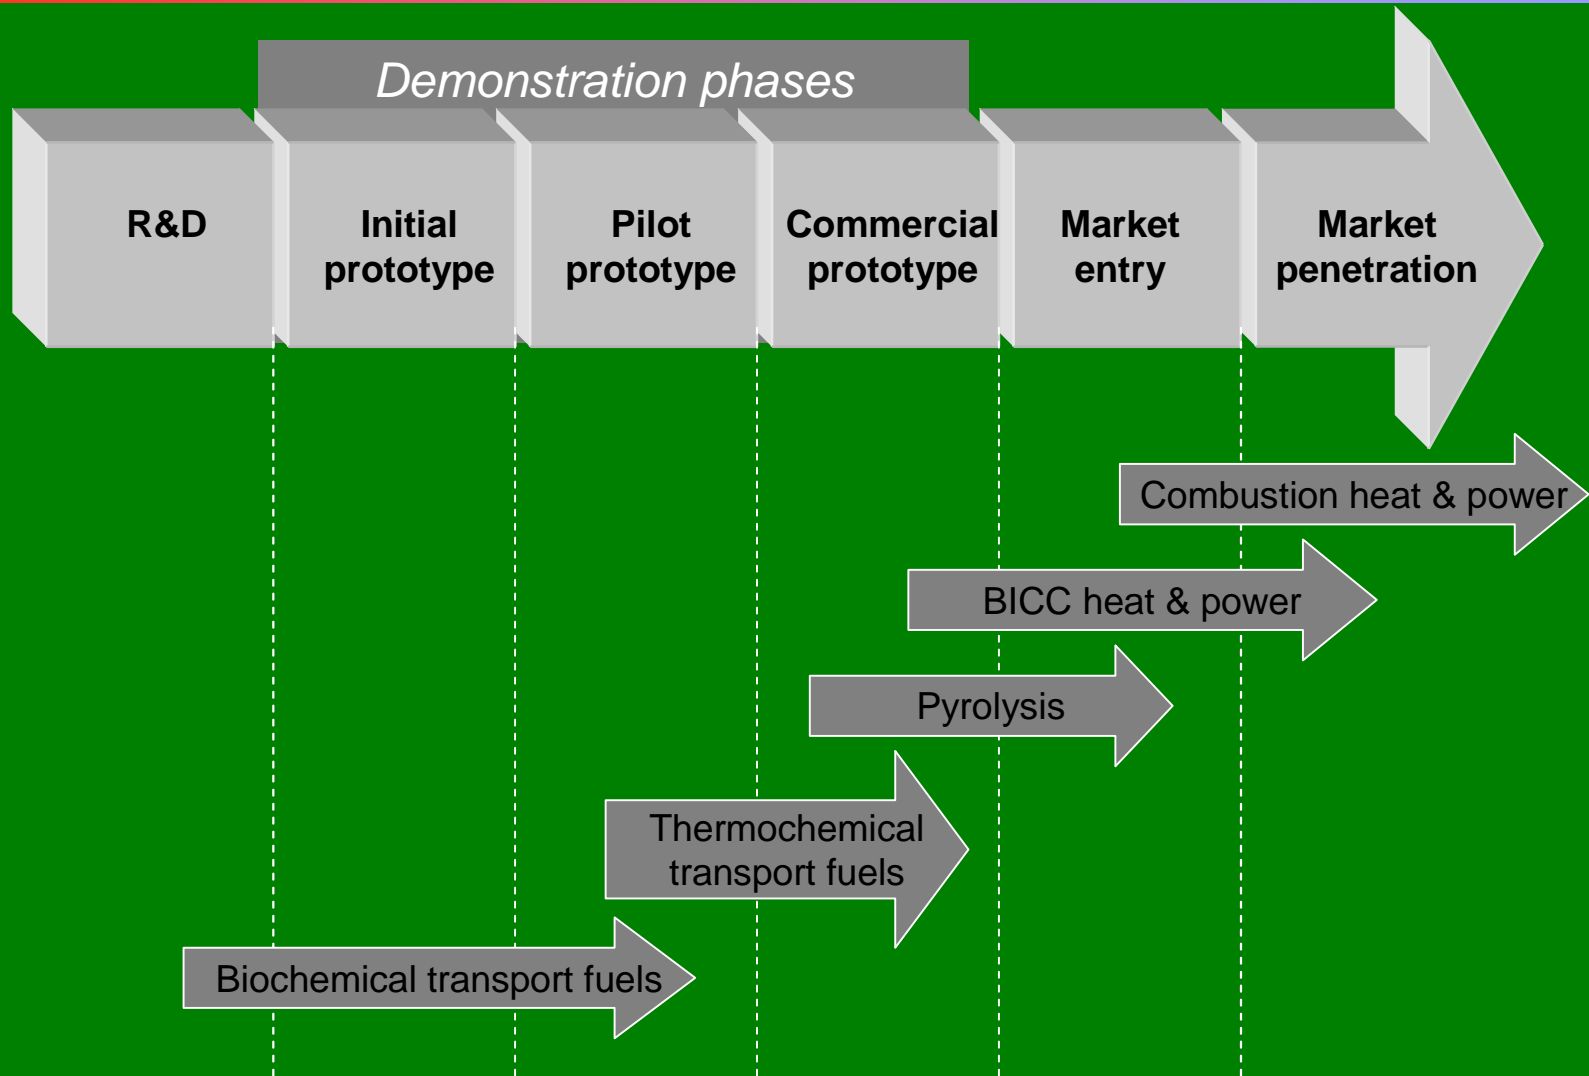 Demonstration phases
R&D
Initial
prototype
Pilot
prototype
Commercial
prototype
Market
entry
Market
penetration
Combustion heat & power
BICC heat & power
Pyrolysis
Thermochemical
transport fuels
Biochemical transport fuels